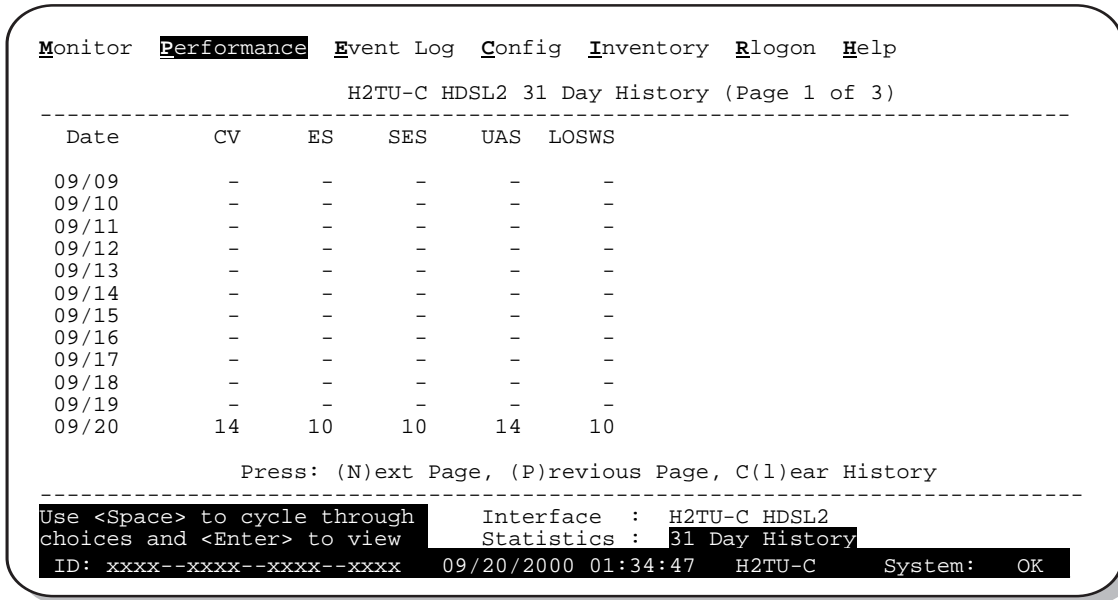 Monitor Performance Event Log Config Inventory Rlogon Help
H2TU-C HDSL2 31 Day History (Page 1 of 3)
-------------------------------------------------------------------------------
Date CV ES SES UAS LOSWS
09/09 - - - - -
09/10 - - - - -
09/11 - - - - -
09/12 - - - - -
09/13 - - - - -
09/14 - - - - -
09/15 - - - - -
09/16 - - - - -
09/17 - - - - -
09/18 - - - - -
09/19 - - - - -
09/20 14 10 10 14 10
Press: (N)ext Page, (P)revious Page, C(l)ear History
--------------------------------------------------------------------------------
Use <Space> to cycle through Interface : H2TU-C HDSL2
choices and <Enter> to view Statistics : 31 Day History
ID: xxxx--xxxx--xxxx--xxxx 09/20/2000 01:34:47 H2TU-C System: OK